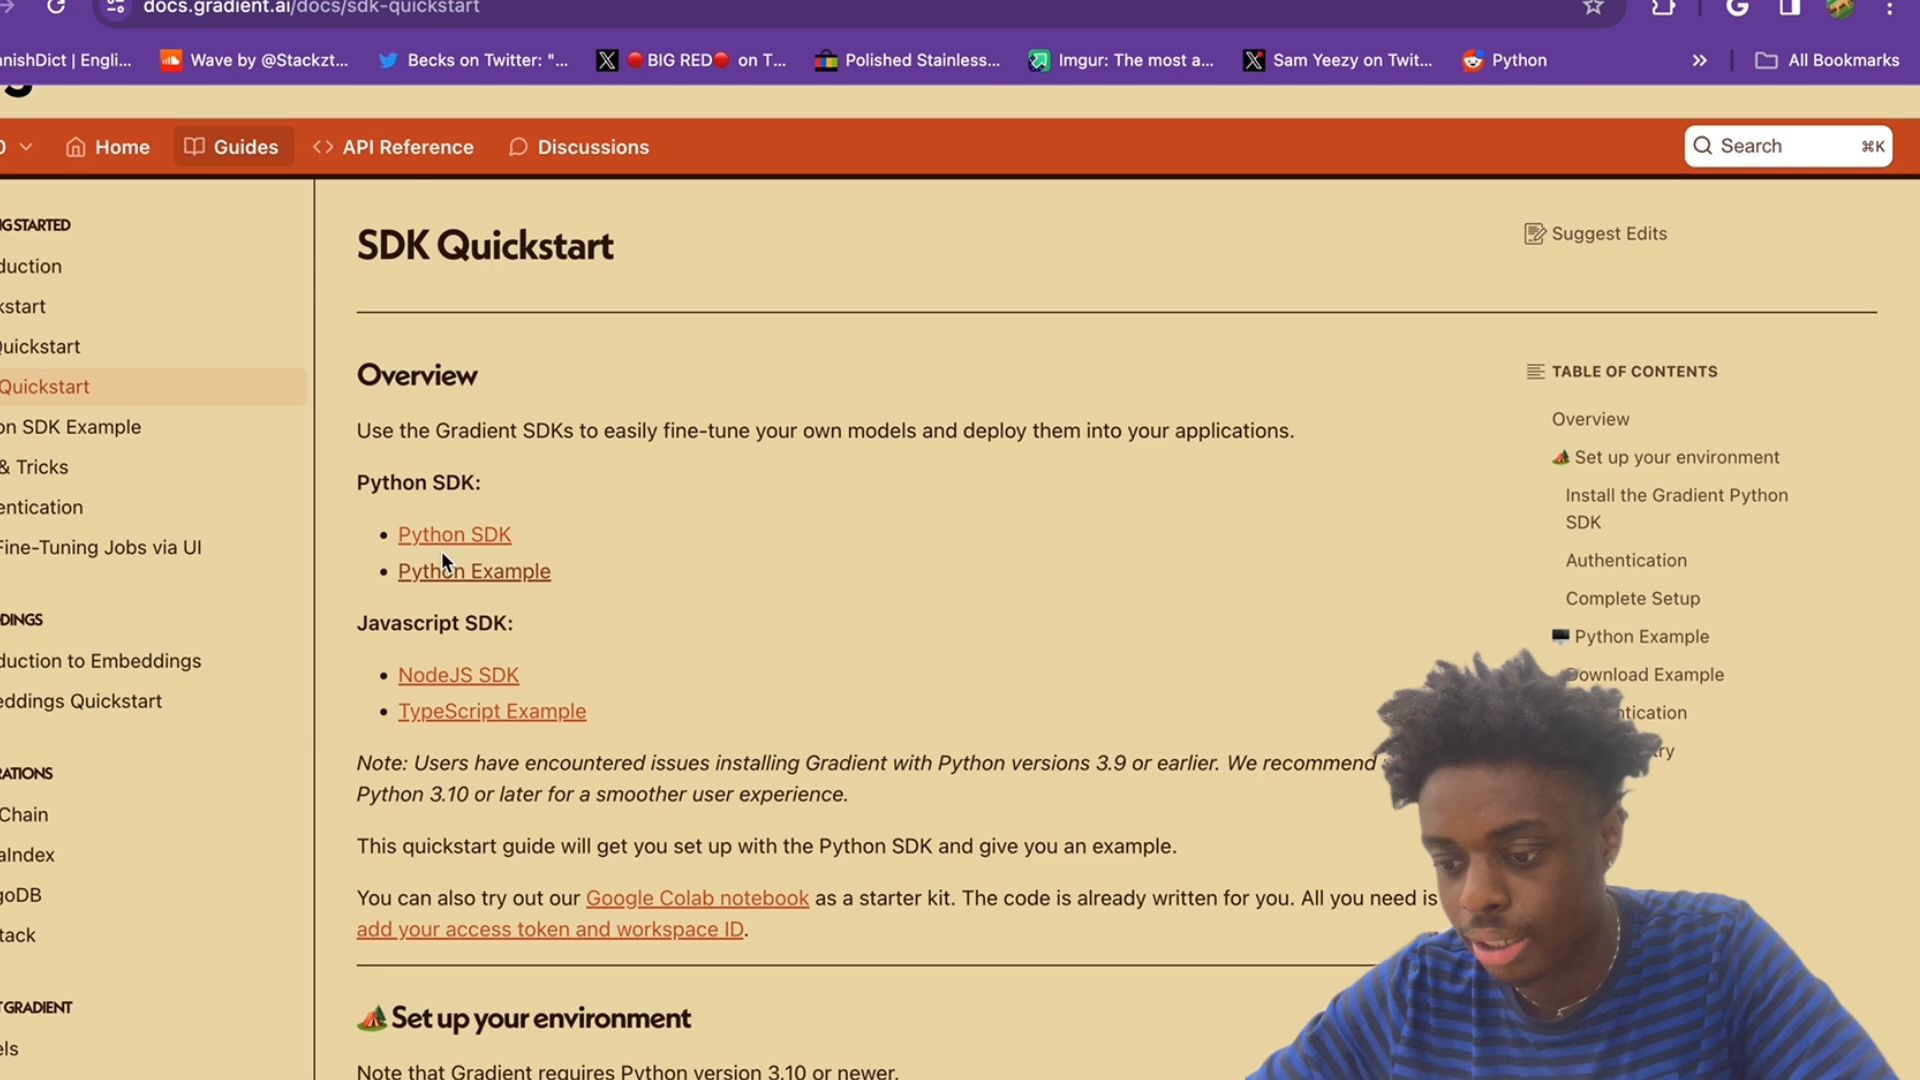 docs.gradient.ai/docs/sdk-quickstart
nishDict | Engli...
Wave by @Stackzt...
Becks on Twitter: "...
BIG RED on T...
Polished Stainless...
Imgur: The most a...
Sam Yeezy on Twit...
Python
»
All Bookmarks
Home
Guides
<> API Reference
Discussions
Search ⌘K
G STARTED
duction
kstart
Quickstart
Quickstart
on SDK Example
& Tricks
entication
Fine-Tuning Jobs via UI
DINGS
duction to Embeddings
eddings Quickstart
RATIONS
Chain
aIndex
goDB
tack
T GRADIENT
els
SDK Quickstart
Suggest Edits
Overview
Use the Gradient SDKs to easily fine-tune your own models and deploy them into your applications.
Python SDK:
• Python SDK
• Python Example
Javascript SDK:
• NodeJS SDK
• TypeScript Example
Note: Users have encountered issues installing Gradient with Python versions 3.9 or earlier. We recommend
Python 3.10 or later for a smoother user experience.
This quickstart guide will get you set up with the Python SDK and give you an example.
You can also try out our Google Colab notebook as a starter kit. The code is already written for you. All you need is
add your access token and workspace ID.
🏕️ Set up your environment
Note that Gradient requires Python version 3.10 or newer.
TABLE OF CONTENTS
Overview
🏕️ Set up your environment
Install the Gradient Python
SDK
Authentication
Complete Setup
🖥️ Python Example
Download Example
ntication
ry